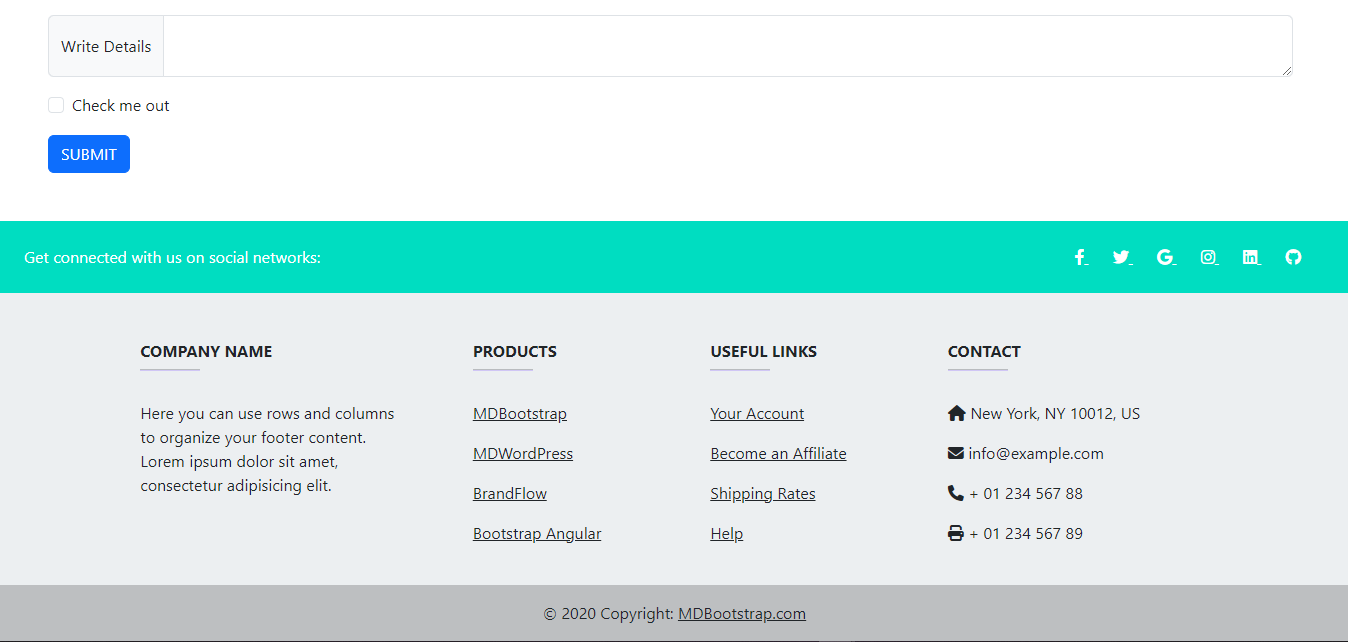 Write Details
Check me out
SUBMIT
Get connected with us on social networks:
COMPANY NAME
Here you can use rows and columns
to organize your footer content.
Lorem ipsum dolor sit amet,
consectetur adipisicing elit.
PRODUCTS
MDBootstrap
MDWordPress
BrandFlow
Bootstrap Angular
USEFUL LINKS
Your Account
Become an Affiliate
Shipping Rates
Help
CONTACT
New York, NY 10012, US
info@example.com
+ 01 234 567 88
+ 01 234 567 89
© 2020 Copyright: MDBootstrap.com